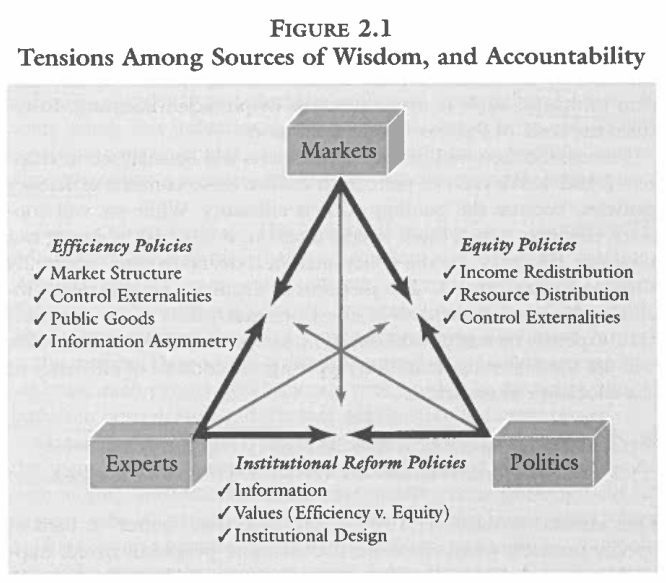 FIGURE 2.1
Tensions Among Sources of Wisdom, and Accountability
Markets
Efficiency Policies
✓ Market Structure
✓ Control Externalities
✓ Public Goods
✓ Information Asymmetry
Equity Policies
✓ Income Redistribution
✓ Resource Distribution
✓ Control Externalities
Experts
Politics
Institutional Reform Policies
✓ Information
✓ Values (Efficiency v. Equity)
✓ Institutional Design